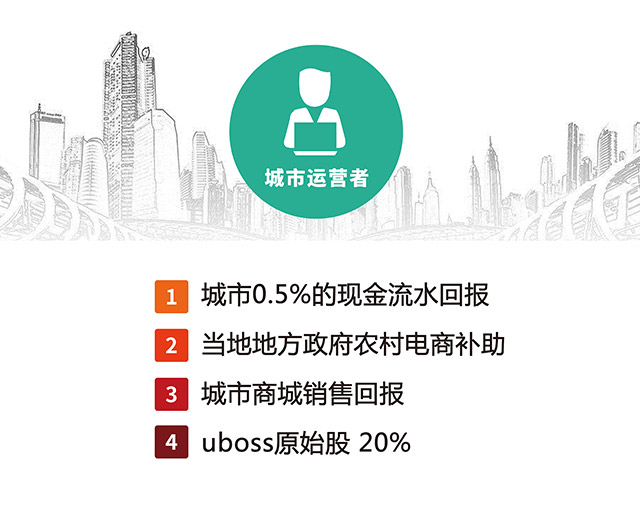 城市运营者
1 城市0.5%的现金流水回报
2 当地地方政府农村电商补助
3 城市商城销售回报
4 uboss原始股 20%